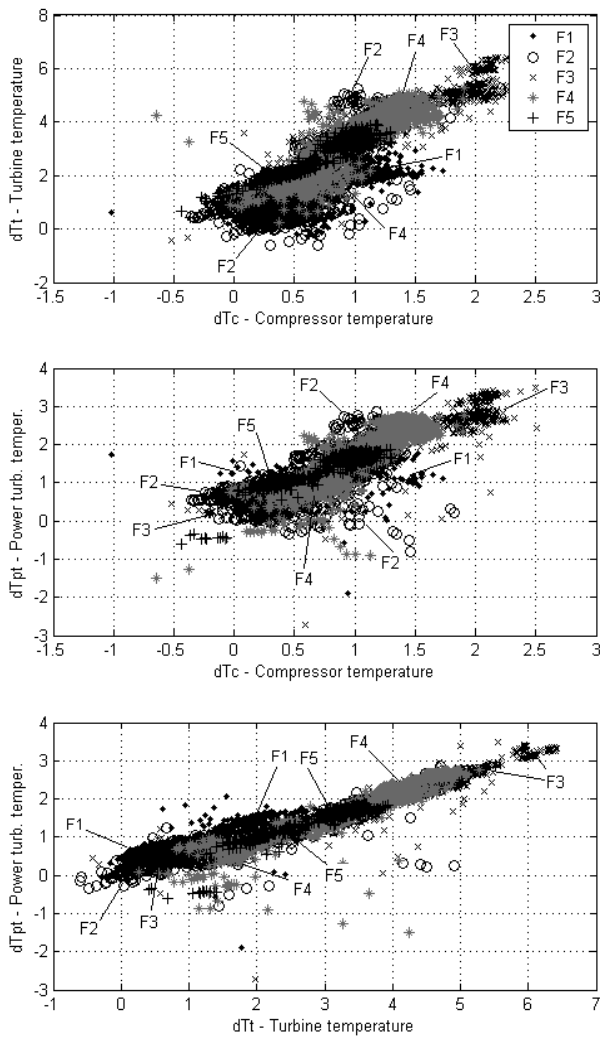 8
6
4
2
0
-2
dTt - Turbine temperature
F2
F4
F3
F5
F1
F4
F2
F1
F2
F3
F4
F5
-1.5 -1 -0.5 0 0.5 1 1.5 2 2.5 3
dTc - Compressor temperature
4
3
2
1
0
-1
-2
-3
dTpt - Power turb. temper.
F2
F4
F3
F5
F1
F1
F2
F3
F4
F2
-1.5 -1 -0.5 0 0.5 1 1.5 2 2.5 3
dTc - Compressor temperature
4
3
2
1
0
-1
-2
-3
dTpt - Power turb. temper.
F1
F5
F4
F3
F1
F5
F4
F2
F3
-1 0 1 2 3 4 5 6 7
dTt - Turbine temperature